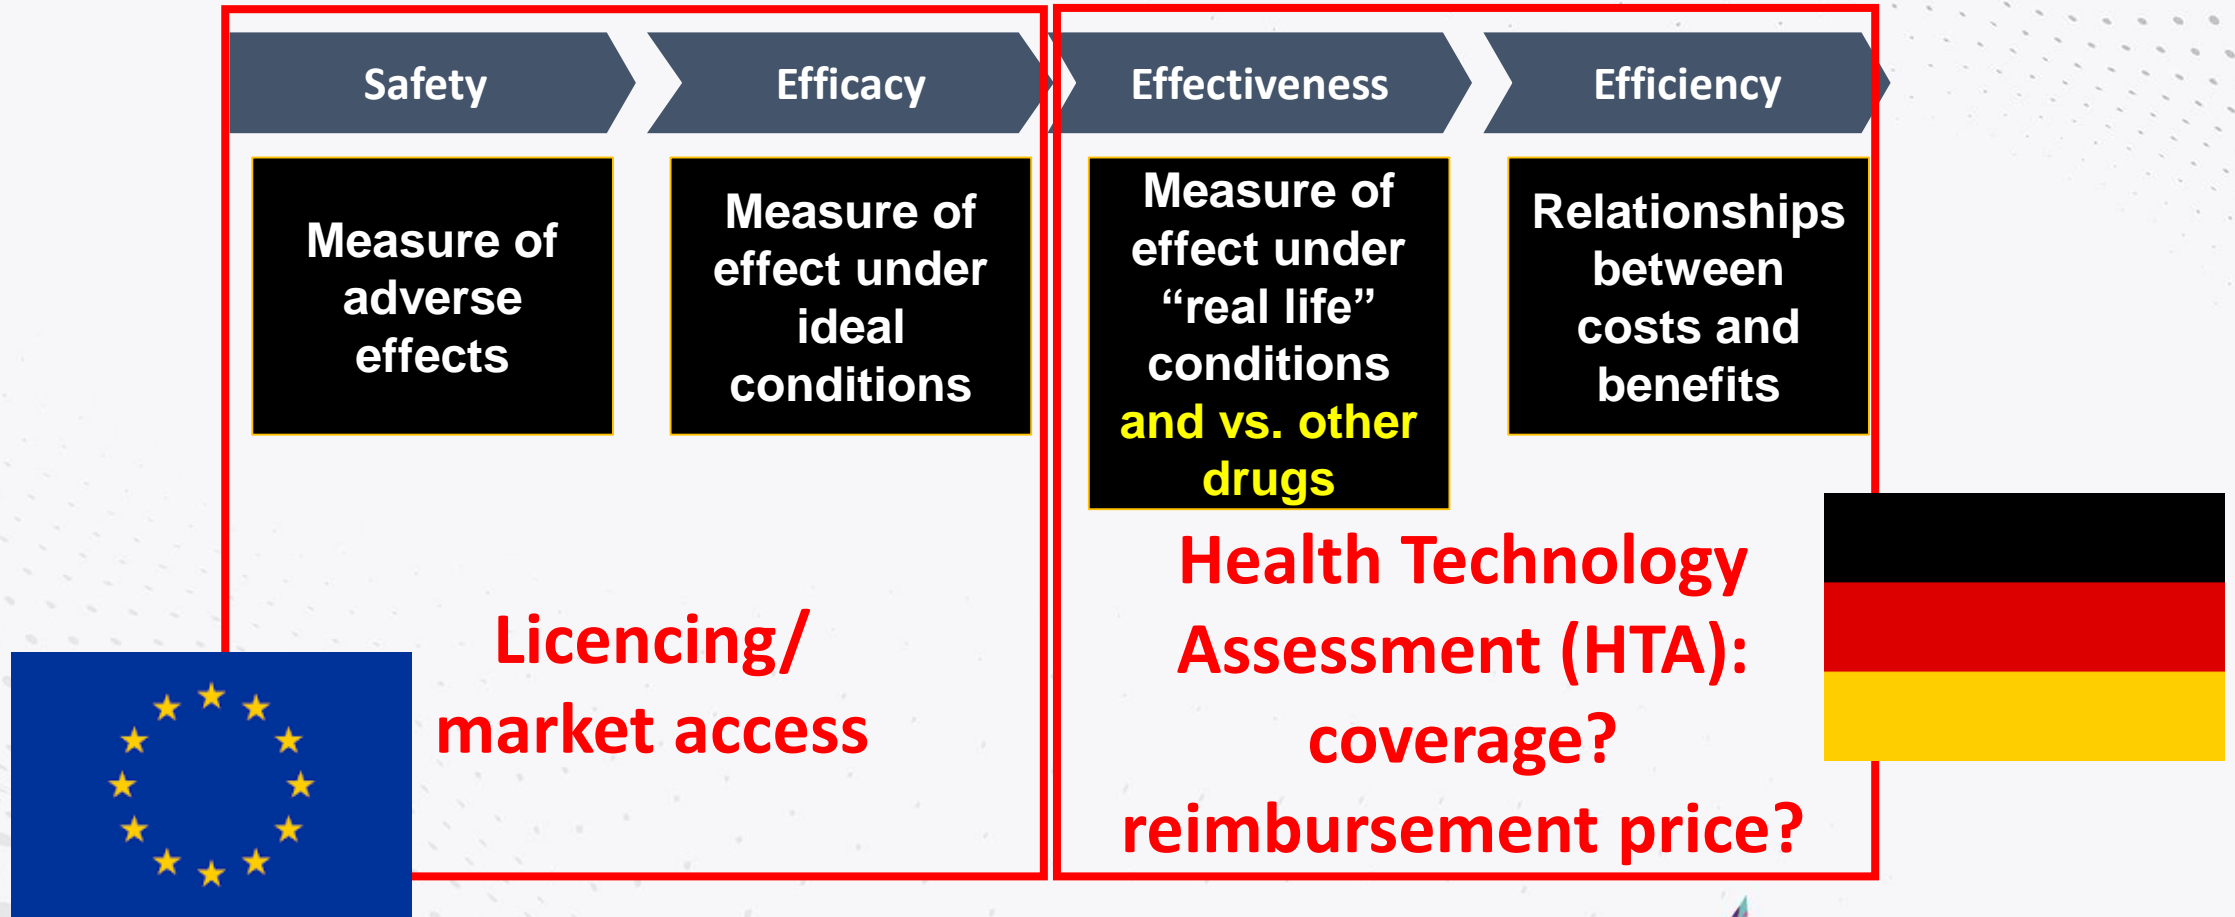 Safety
Efficacy
Effectiveness
Efficiency
Measure of
adverse
effects
Measure of
effect under
ideal
conditions
Measure of
effect under
“real life”
conditions
and vs. other
drugs
Relationships
between
costs and
benefits
Licencing/
market access
Health Technology
Assessment (HTA):
coverage?
reimbursement price?